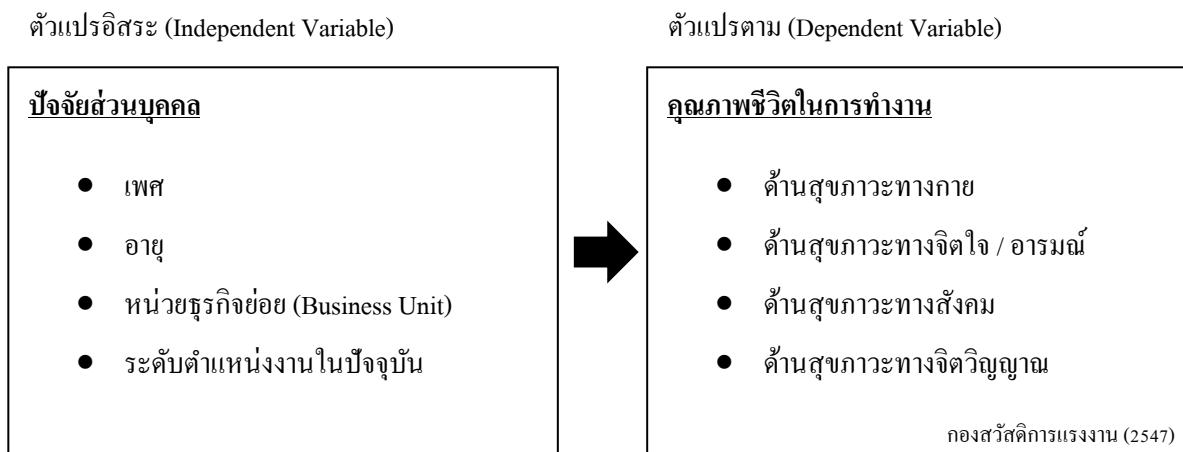 ตัวแปรอิสระ (Independent Variable)
ปัจจัยส่วนบุคคล
● เพศ
● อายุ
● หน่วยธุรกิจย่อย (Business Unit)
● ระดับตำแหน่งงานในปัจจุบัน
ตัวแปรตาม (Dependent Variable)
คุณภาพชีวิตในการทำงาน
● ด้านสุขภาวะทางกาย
● ด้านสุขภาวะทางจิตใจ / อารมณ์
● ด้านสุขภาวะทางสังคม
● ด้านสุขภาวะทางจิตวิญญาณ
กองสวัสดิการแรงงาน (2547)